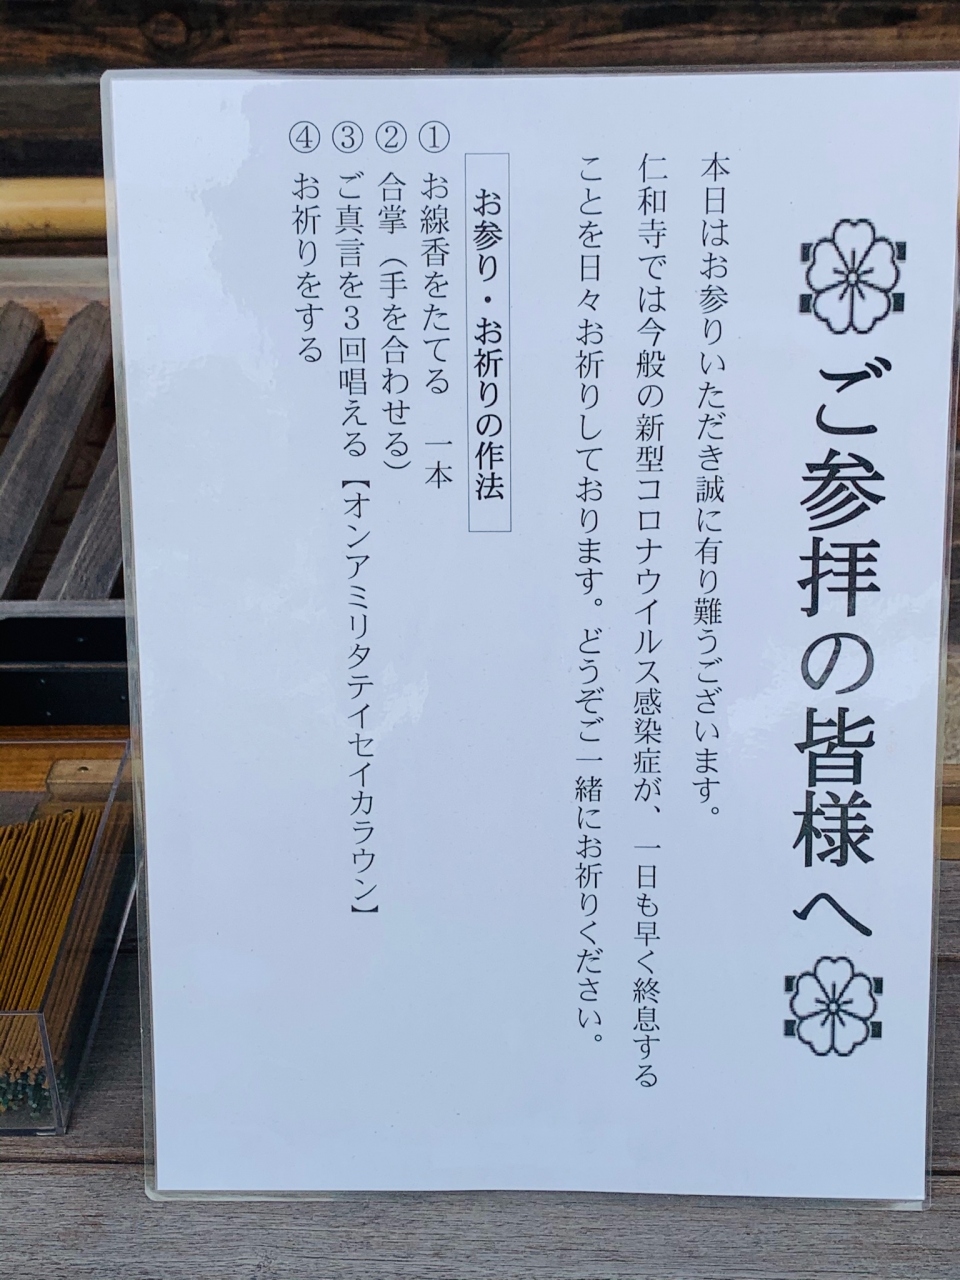 ご参拝の皆様へ
本日はお参りいただき誠に有り難うございます。
仁和寺では今般の新型コロナウイルス感染症が、一日も早く終息する
ことを日々お祈りしております。どうぞご一緒にお祈りください。
お参り・お祈りの作法
① お線香をたてる 一本
② 合掌（手を合わせる）
③ ご真言を３回唱える【オンアミリタテイセイカラウン】
④ お祈りをする